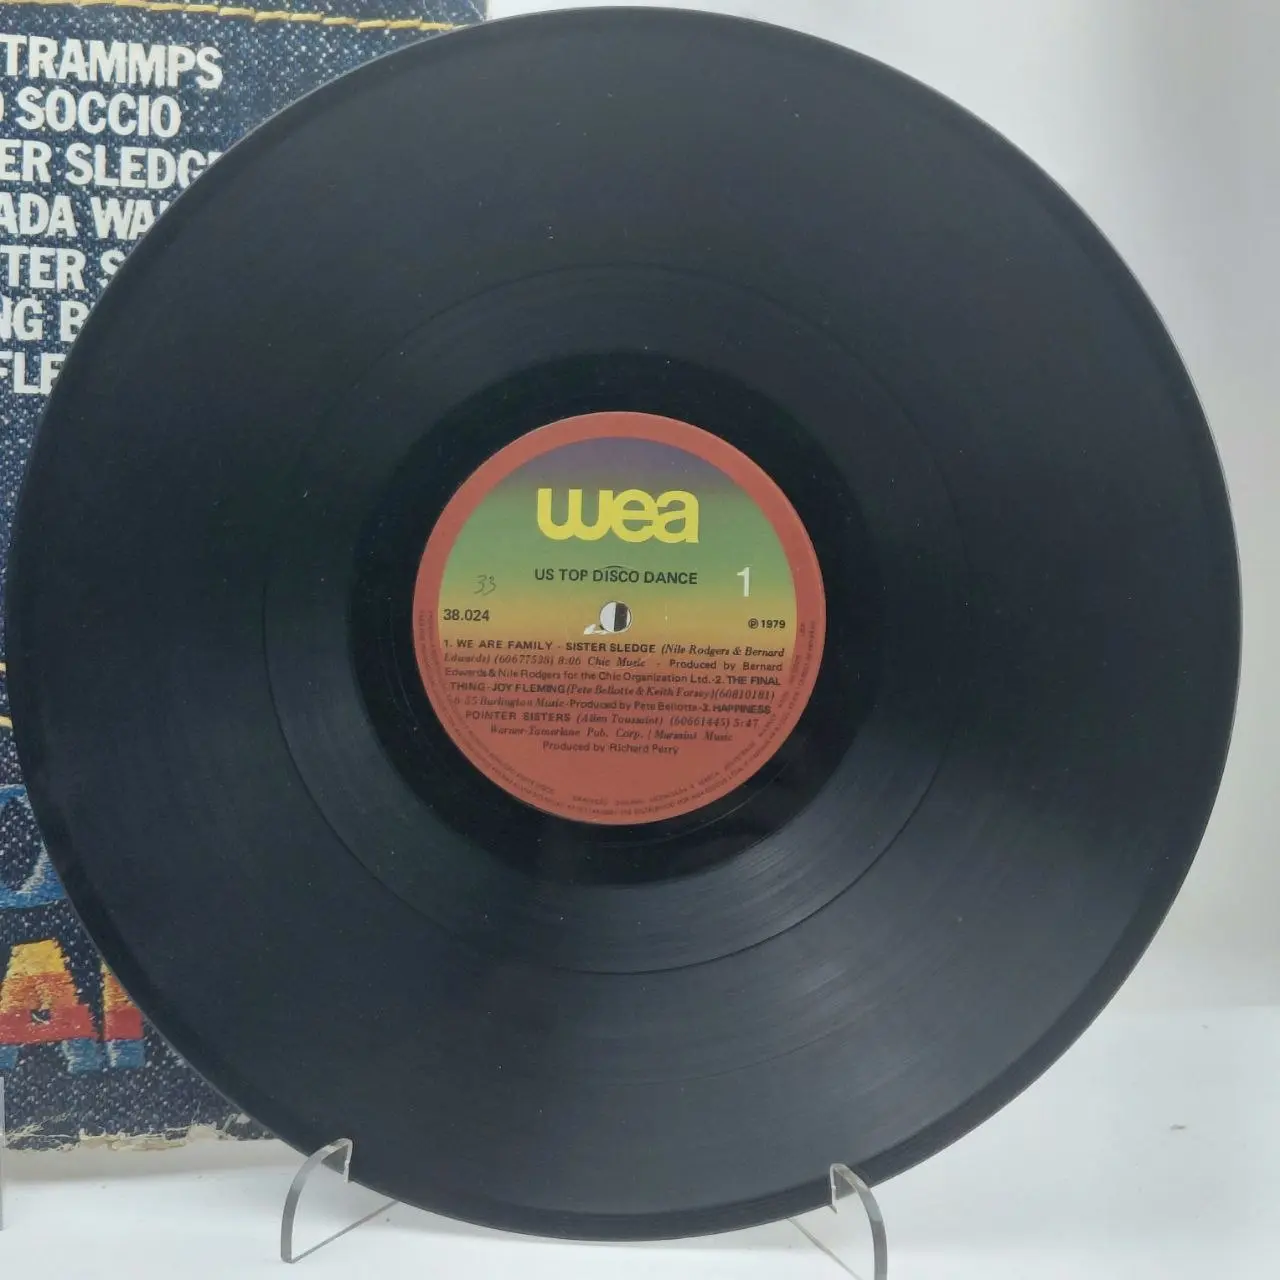 TRAMMPS
SOCCIO
ER SLEDG
ADA WA
TER S
NG B
FLE
wea
US TOP DISCO DANCE
1
33
38.024
℗ 1979
1. WE ARE FAMILY - SISTER SLEDGE (Nile Rodgers & Bernard
Edwards) (60677538) 8:06 Chic Music - Produced by Bernard
Edwards & Nile Rodgers for the Chic Organization Ltd.-2. THE FINAL
THING-JOY FLEMING (Pete Bellotte & Keith Forsey)(60810181)
6:55 Burlington Music-Produced by Pete Bellotte-3. HAPPINESS
POINTER SISTERS (Allen Toussaint) (60661445) 5:47
Warner-Tamerlane Pub. Corp. / Marsaint Music
Produced by Richard Perry